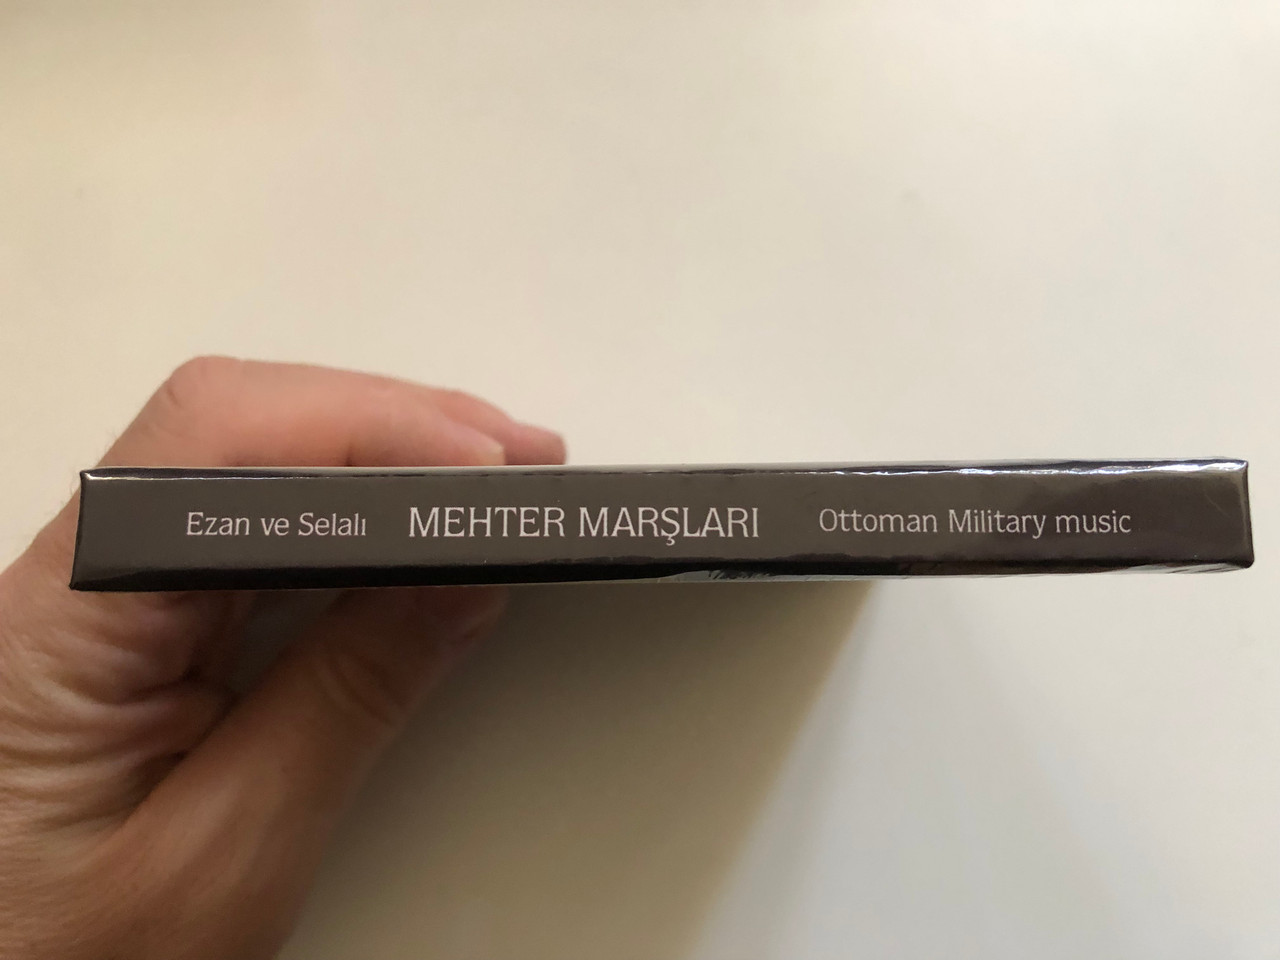 Ezan ve Selalı MEHTER MARŞLARI Ottoman Military music